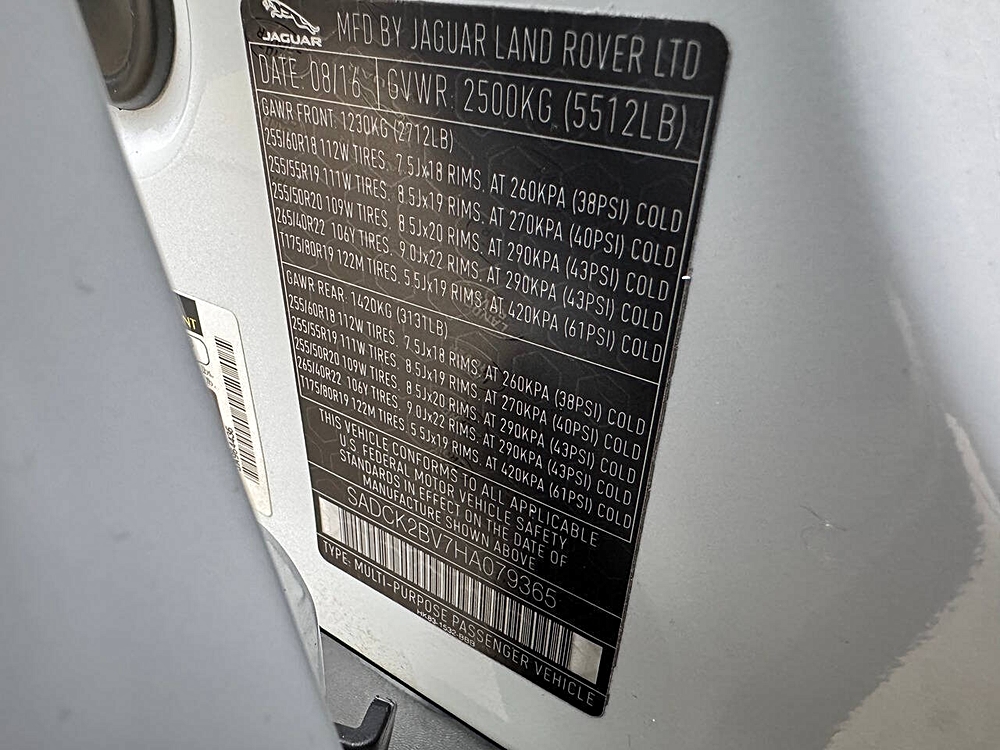 JAGUAR
MFD BY JAGUAR LAND ROVER LTD
DATE: 08/16 GVWR: 2500KG (5512LB)
GAWR FRONT: 1230KG (2712LB)
255/60R18 112W TIRES, 7.5Jx18 RIMS, AT 260KPA (38PSI) COLD
255/55R19 111W TIRES, 8.5Jx19 RIMS, AT 270KPA (40PSI) COLD
255/50R20 109W TIRES, 8.5Jx20 RIMS, AT 290KPA (43PSI) COLD
265/40R22 106Y TIRES, 9.0Jx22 RIMS, AT 290KPA (43PSI) COLD
T175/80R19 122M TIRES, 5.5Jx19 RIMS, AT 420KPA (61PSI) COLD
GAWR REAR: 1420KG (3131LB)
255/60R18 112W TIRES, 7.5Jx18 RIMS, AT 260KPA (38PSI) COLD
255/55R19 111W TIRES, 8.5Jx19 RIMS, AT 270KPA (40PSI) COLD
255/50R20 109W TIRES, 8.5Jx20 RIMS, AT 290KPA (43PSI) COLD
265/40R22 106Y TIRES, 9.0Jx22 RIMS, AT 290KPA (43PSI) COLD
T175/80R19 122M TIRES, 5.5Jx19 RIMS, AT 420KPA (61PSI) COLD
THIS VEHICLE CONFORMS TO ALL APPLICABLE
U.S. FEDERAL MOTOR VEHICLE SAFETY
STANDARDS IN EFFECT ON THE DATE OF
MANUFACTURE SHOWN ABOVE
SADCK2BV7HA079365
TYPE: MULTI-PURPOSE PASSENGER VEHICLE